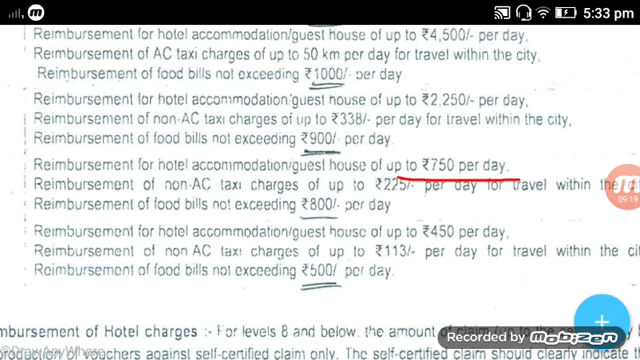 5:33 pm
Reimbursement for hotel accommodation/guest house of up to ₹4,500/- per day,
Reimbursement of AC taxi charges of up to 50 km per day for travel within the city,
Reimbursement of food bills not exceeding ₹1000/- per day
Reimbursement for hotel accommodation/guest house of up to ₹2,250/- per day,
Reimbursement of non-AC taxi charges of up to ₹338/- per day for travel within the city,
Reimbursement of food bills not exceeding ₹900/- per day.
Reimbursement for hotel accommodation/guest house of up to ₹750 per day,
Reimbursement of non-AC taxi charges of up to ₹225/- per day for travel within the
Reimbursement of food bills not exceeding ₹800/- per day
Reimbursement for hotel accommodation/guest house of up to ₹450 per day,
Reimbursement of non AC taxi charges of up to ₹113/- per day for travel within the city
Reimbursement of food bills not exceeding ₹500/- per day.
09:19
mbursement of Hotel charges :- For levels 8 and below, the amount of claim (up to the
production of vouchers against self-certified claim only. The self-certified claim should clearly indicate
@DrawAnyWhere
Recorded by Mobizen